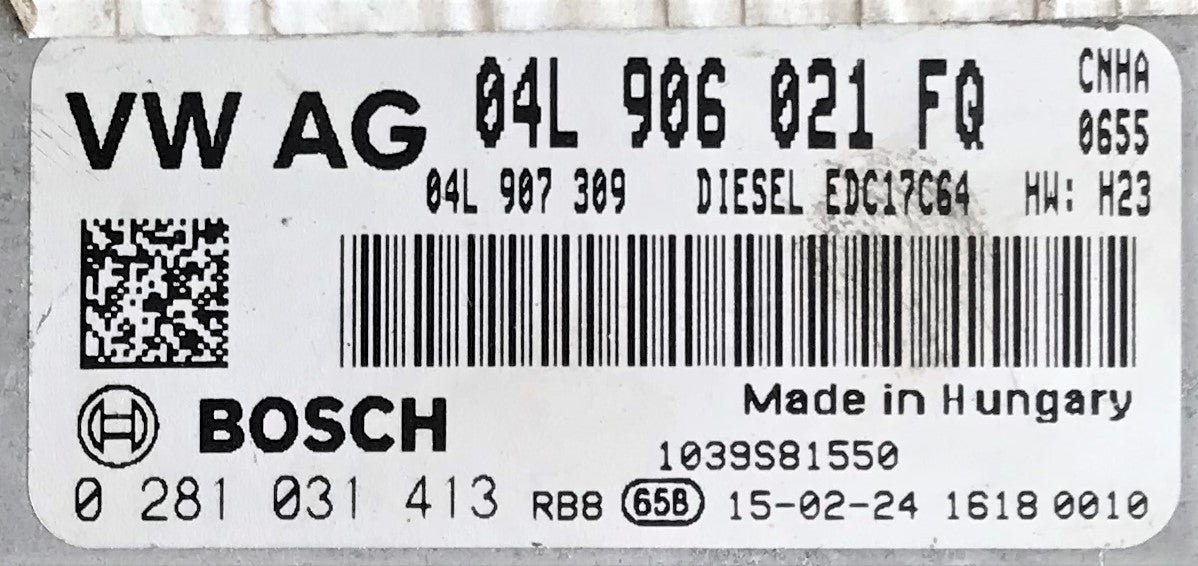 VW AG 04L 906 021 FQ CNHA
0655
04L 907 309 DIESEL EDC17C64 HW: H23
Made in Hungary
BOSCH
1039S81550
0 281 031 413 RB8 65B 15-02-24 1618 0010